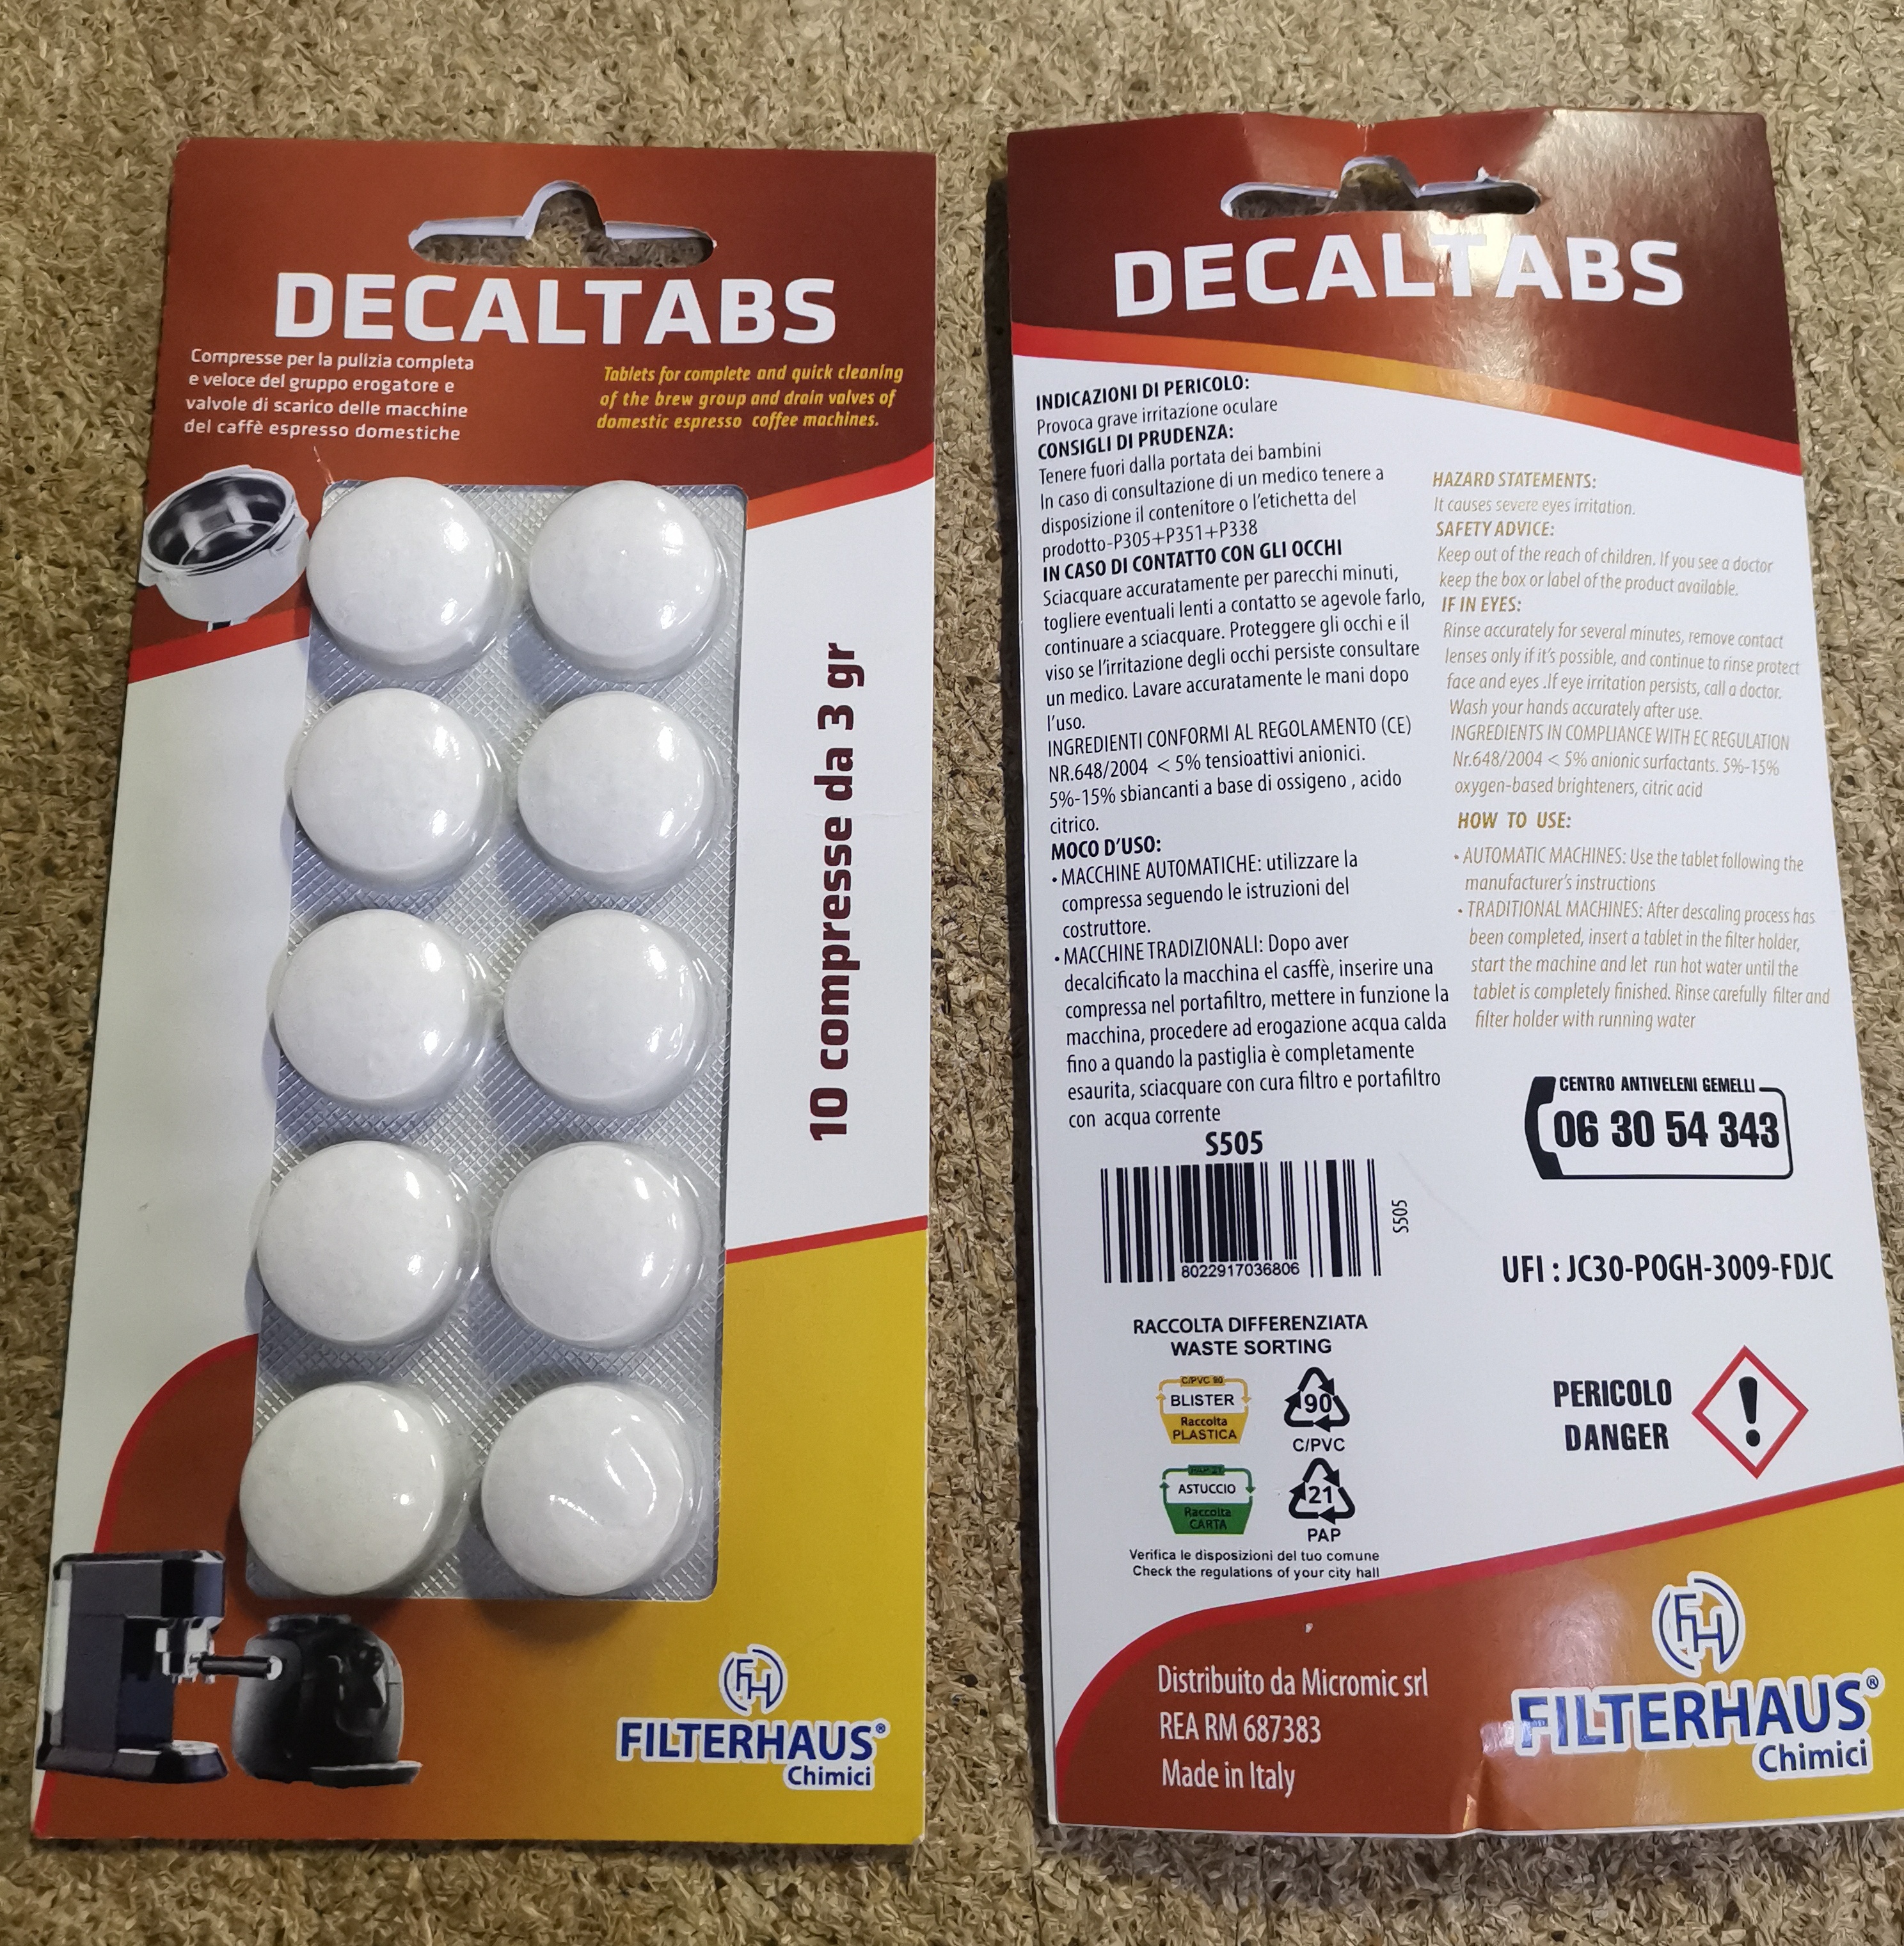 DECALTABS
Compresse per la pulizia completa
e veloce del gruppo erogatore e
valvole di scarico delle macchine
del caffè espresso domestiche
Tablets for complete and quick cleaning
of the brew group and drain valves of
domestic espresso coffee machines.
10 compresse da 3 gr
FH
FILTERHAUS®
Chimici
DECALTABS
INDICAZIONI DI PERICOLO:
Provoca grave irritazione oculare
CONSIGLI DI PRUDENZA:
Tenere fuori dalla portata dei bambini
In caso di consultazione di un medico tenere a
disposizione il contenitore o l'etichetta del
prodotto-P305+P351+P338
IN CASO DI CONTATTO CON GLI OCCHI
Sciacquare accuratamente per parecchi minuti,
togliere eventuali lenti a contatto se agevole farlo,
continuare a sciacquare. Proteggere gli occhi e il
viso se l'irritazione degli occhi persiste consultare
un medico. Lavare accuratamente le mani dopo
l'uso.
INGREDIENTI CONFORMI AL REGOLAMENTO (CE)
NR.648/2004 < 5% tensioattivi anionici.
5%-15% sbiancanti a base di ossigeno , acido
citrico.
MOCO D'USO:
• MACCHINE AUTOMATICHE: utilizzare la
compressa seguendo le istruzioni del
costruttore.
• MACCHINE TRADIZIONALI: Dopo aver
decalcificato la macchina el casffè, inserire una
compressa nel portafiltro, mettere in funzione la
macchina, procedere ad erogazione acqua calda
fino a quando la pastiglia è completamente
esaurita, sciacquare con cura filtro e portafiltro
con acqua corrente
HAZARD STATEMENTS:
It causes severe eyes irritation.
SAFETY ADVICE:
Keep out of the reach of children. If you see a doctor
keep the box or label of the product available.
IF IN EYES:
Rinse accurately for several minutes, remove contact
lenses only if it's possible, and continue to rinse protect
face and eyes .If eye irritation persists, call a doctor.
Wash your hands accurately after use.
INGREDIENTS IN COMPLIANCE WITH EC REGULATION
Nr.648/2004 < 5% anionic surfactants. 5%-15%
oxygen-based brighteners, citric acid
HOW TO USE:
• AUTOMATIC MACHINES: Use the tablet following the
manufacturer's instructions
• TRADITIONAL MACHINES: After descaling process has
been completed, insert a tablet in the filter holder,
start the machine and let run hot water until the
tablet is completely finished. Rinse carefully filter and
filter holder with running water
S505
8022917036806
S505
CENTRO ANTIVELENI GEMELLI
06 30 54 343
UFI : JC30-P0GH-3009-FDJC
RACCOLTA DIFFERENZIATA
WASTE SORTING
C/PVC 90
BLISTER
Raccolta
PLASTICA
90
C/PVC
PAP 21
ASTUCCIO
Raccolta
CARTA
21
PAP
Verifica le disposizioni del tuo comune
Check the regulations of your city hall
PERICOLO
DANGER
!
Distribuito da Micromic srl
REA RM 687383
Made in Italy
FH
FILTERHAUS®
Chimici